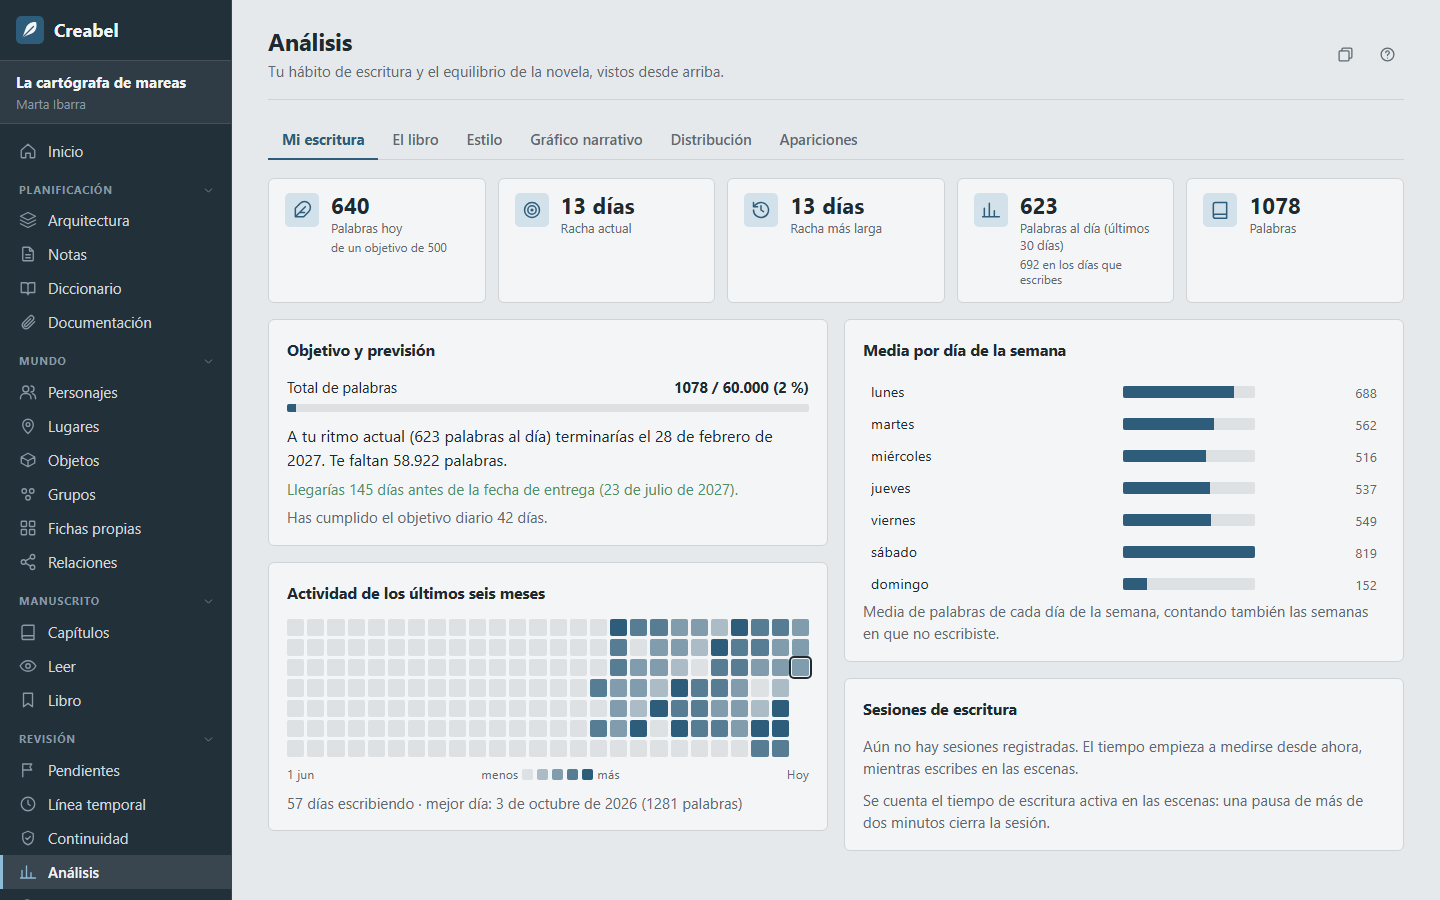 Creabel
La cartógrafa de mareas
Marta Ibarra
Inicio
PLANIFICACIÓN
Arquitectura
Notas
Diccionario
Documentación
MUNDO
Personajes
Lugares
Objetos
Grupos
Fichas propias
Relaciones
MANUSCRITO
Capítulos
Leer
Libro
REVISIÓN
Pendientes
Línea temporal
Continuidad
Análisis
Análisis
Tu hábito de escritura y el equilibrio de la novela, vistos desde arriba.
Mi escritura El libro Estilo Gráfico narrativo Distribución Apariciones
640
Palabras hoy
de un objetivo de 500
13 días
Racha actual
13 días
Racha más larga
623
Palabras al día (últimos
30 días)
692 en los días que
escribes
1078
Palabras
Objetivo y previsión
Total de palabras 1078 / 60.000 (2 %)
A tu ritmo actual (623 palabras al día) terminarías el 28 de febrero de
2027. Te faltan 58.922 palabras.
Llegarías 145 días antes de la fecha de entrega (23 de julio de 2027).
Has cumplido el objetivo diario 42 días.
Actividad de los últimos seis meses
1 jun menos más Hoy
57 días escribiendo · mejor día: 3 de octubre de 2026 (1281 palabras)
Media por día de la semana
lunes 688
martes 562
miércoles 516
jueves 537
viernes 549
sábado 819
domingo 152
Media de palabras de cada día de la semana, contando también las semanas
en que no escribiste.
Sesiones de escritura
Aún no hay sesiones registradas. El tiempo empieza a medirse desde ahora,
mientras escribes en las escenas.
Se cuenta el tiempo de escritura activa en las escenas: una pausa de más de
dos minutos cierra la sesión.